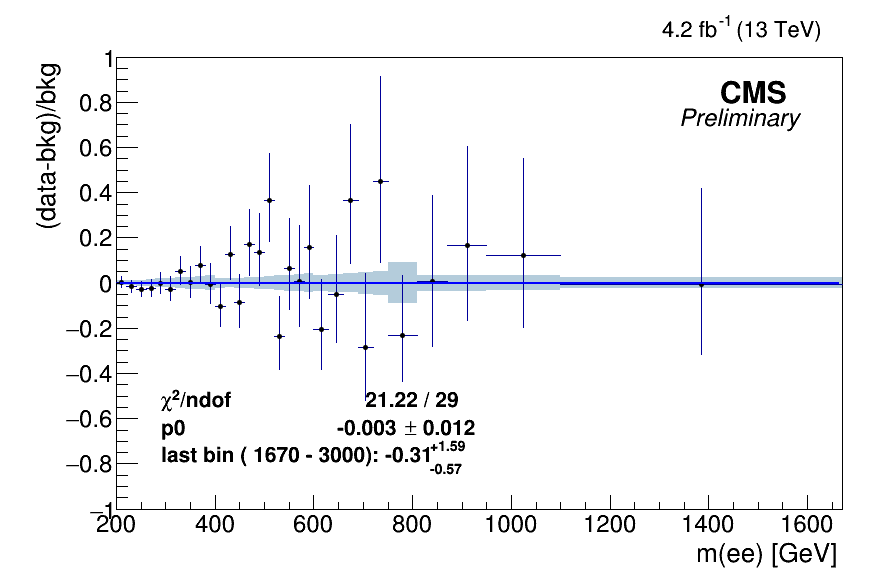 4.2 fb-1 (13 TeV)
CMS
Preliminary
(data-bkg)/bkg
1
0.8
0.6
0.4
0.2
0
−0.2
−0.4
−0.6
−0.8
−1
χ2/ndof 21.22 / 29
p0 -0.003 ± 0.012
last bin ( 1670 - 3000): -0.31+1.59 -0.57
200 400 600 800 1000 1200 1400 1600
m(ee) [GeV]